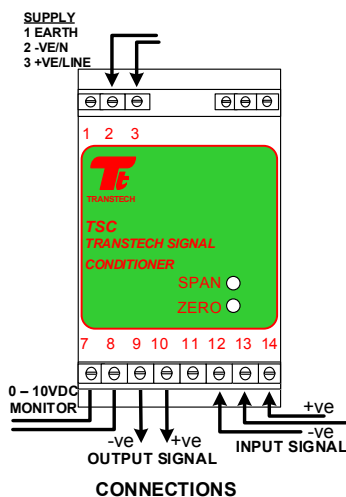 SUPPLY
1 EARTH
2 -VE/N
3 +VE/LINE
1 2 3
Tt
TRANSTECH
TSC
TRANSTECH SIGNAL
CONDITIONER
SPAN
ZERO
7 8 9 10 11 12 13 14
0 – 10VDC
MONITOR
-ve +ve
OUTPUT SIGNAL
+ve
-ve
INPUT SIGNAL
CONNECTIONS